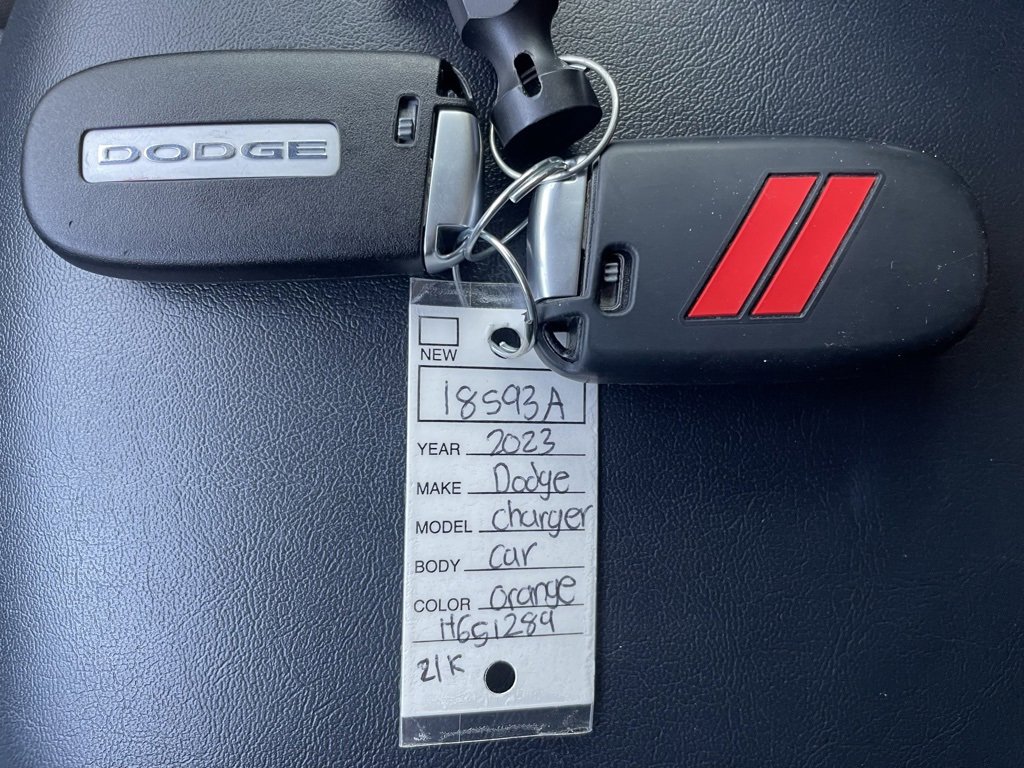 DODGE
NEW
18593A
YEAR 2023
MAKE Dodge
MODEL charger
BODY car
COLOR orange
H651289
21K